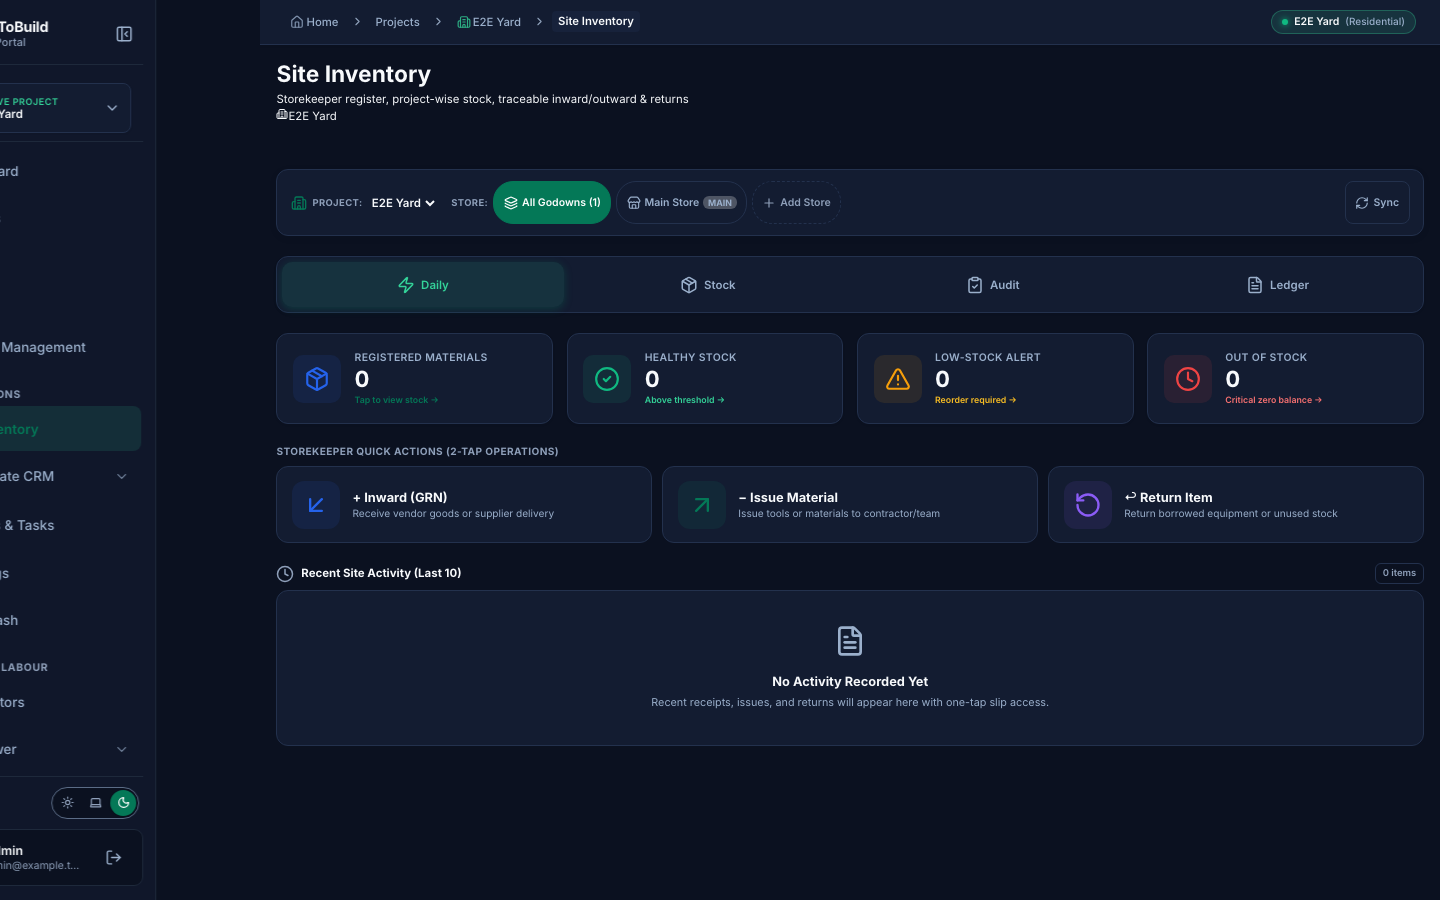 ToBuild
Portal
VE PROJECT
Yard
ard
Management
ONS
entory
ate CRM
s & Tasks
gs
ash
LABOUR
tors
ver
min
nin@example.t...
Home
Projects
E2E Yard
Site Inventory
E2E Yard (Residential)
Site Inventory
Storekeeper register, project-wise stock, traceable inward/outward & returns
E2E Yard
PROJECT: E2E Yard STORE: All Godowns (1) Main Store MAIN Add Store Sync
Daily Stock Audit Ledger
REGISTERED MATERIALS
0
Tap to view stock →
HEALTHY STOCK
0
Above threshold →
LOW-STOCK ALERT
0
Reorder required →
OUT OF STOCK
0
Critical zero balance →
STOREKEEPER QUICK ACTIONS (2-TAP OPERATIONS)
+ Inward (GRN)
Receive vendor goods or supplier delivery
− Issue Material
Issue tools or materials to contractor/team
↩ Return Item
Return borrowed equipment or unused stock
Recent Site Activity (Last 10)
0 items
No Activity Recorded Yet
Recent receipts, issues, and returns will appear here with one-tap slip access.